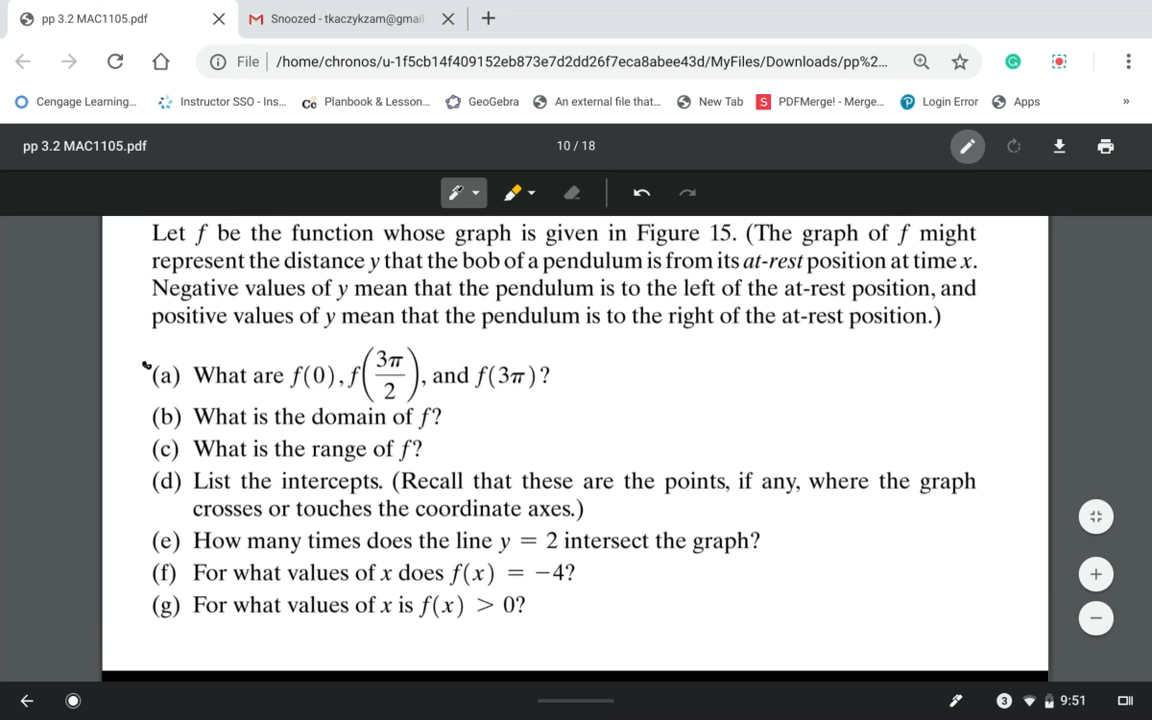 pp 3.2 MAC1105.pdf
Snoozed - tkaczykzam@gmail
File
/home/chronos/u-1f5cb14f409152eb873e7d2dd26f7eca8abee43d/MyFiles/Downloads/pp%2...
Cengage Learning...
Instructor SSO - Ins...
Cc Planbook & Lesson...
GeoGebra
An external file that...
New Tab
S PDFMerge! - Merge...
Login Error
Apps
»
pp 3.2 MAC1105.pdf
10 / 18
Let f be the function whose graph is given in Figure 15. (The graph of f might
represent the distance y that the bob of a pendulum is from its at-rest position at time x.
Negative values of y mean that the pendulum is to the left of the at-rest position, and
positive values of y mean that the pendulum is to the right of the at-rest position.)
(a) What are f(0), f(3π/2), and f(3π)?
(b) What is the domain of f?
(c) What is the range of f?
(d) List the intercepts. (Recall that these are the points, if any, where the graph
crosses or touches the coordinate axes.)
(e) How many times does the line y = 2 intersect the graph?
(f) For what values of x does f(x) = −4?
(g) For what values of x is f(x) > 0?
3
9:51